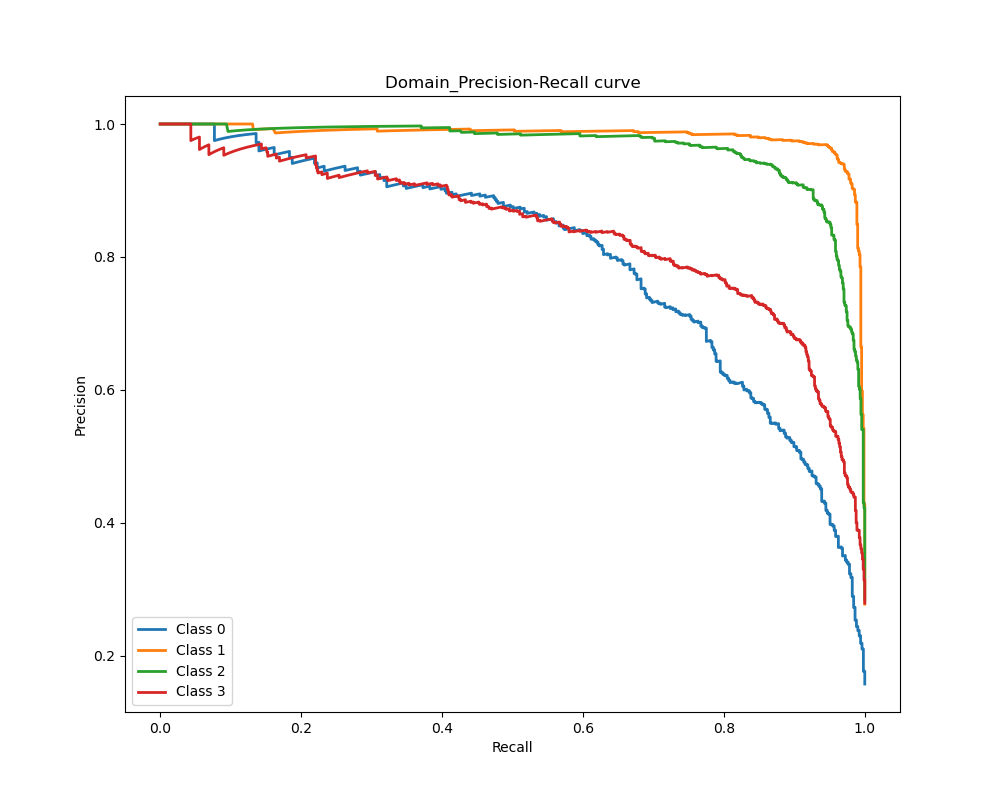 Domain_Precision-Recall curve
1.0
0.8
0.6
0.4
0.2
Precision
Class 0
Class 1
Class 2
Class 3
0.0 0.2 0.4 0.6 0.8 1.0
Recall